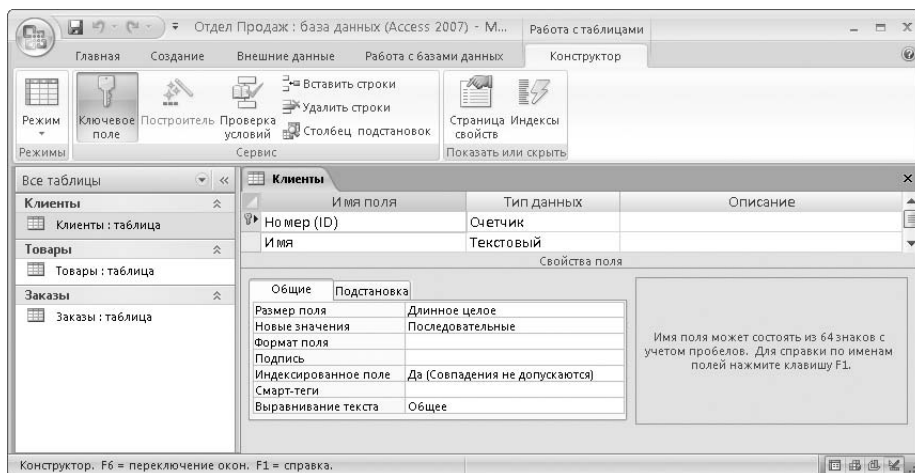 Отдел Продаж : база данных (Access 2007) - M...
Работа с таблицами
Главная Создание Внешние данные Работа с базами данных Конструктор
Режим
Ключевое поле
Построитель
Проверка условий
Вставить строки
Удалить строки
Столбец подстановок
Страница свойств
Индексы
Режимы Сервис Показать или скрыть
Все таблицы
Клиенты
Клиенты : таблица
Товары
Товары : таблица
Заказы
Заказы : таблица
Клиенты
Имя поля Тип данных Описание
Номер (ID) Счетчик
Имя Текстовый
Свойства поля
Общие Подстановка
Размер поля Длинное целое
Новые значения Последовательные
Формат поля
Подпись
Индексированное поле Да (Совпадения не допускаются)
Смарт-теги
Выравнивание текста Общее
Имя поля может состоять из 64 знаков с
учетом пробелов. Для справки по именам
полей нажмите клавишу F1.
Конструктор. F6 = переключение окон. F1 = справка.